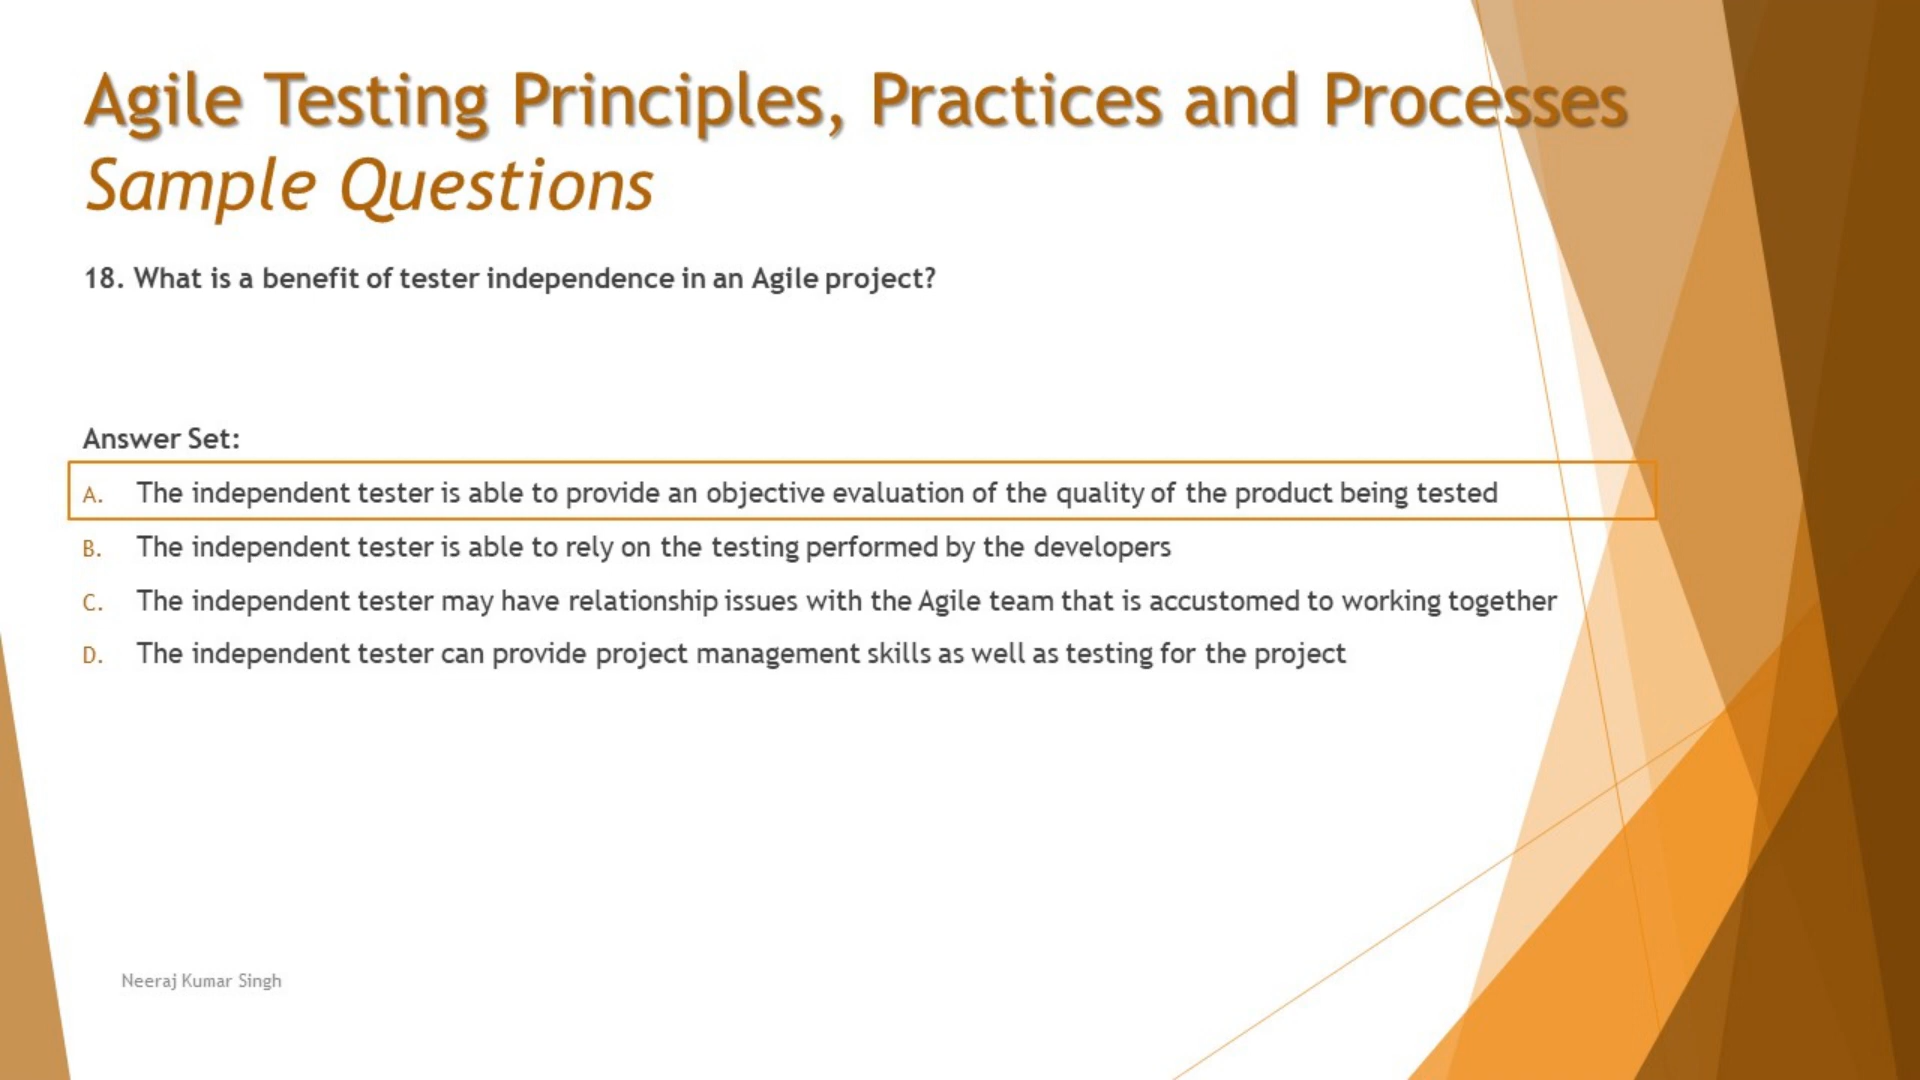 Agile Testing Principles, Practices and Processes
Sample Questions
18. What is a benefit of tester independence in an Agile project?
Answer Set:
A. The independent tester is able to provide an objective evaluation of the quality of the product being tested
B. The independent tester is able to rely on the testing performed by the developers
C. The independent tester may have relationship issues with the Agile team that is accustomed to working together
D. The independent tester can provide project management skills as well as testing for the project
Neeraj Kumar Singh